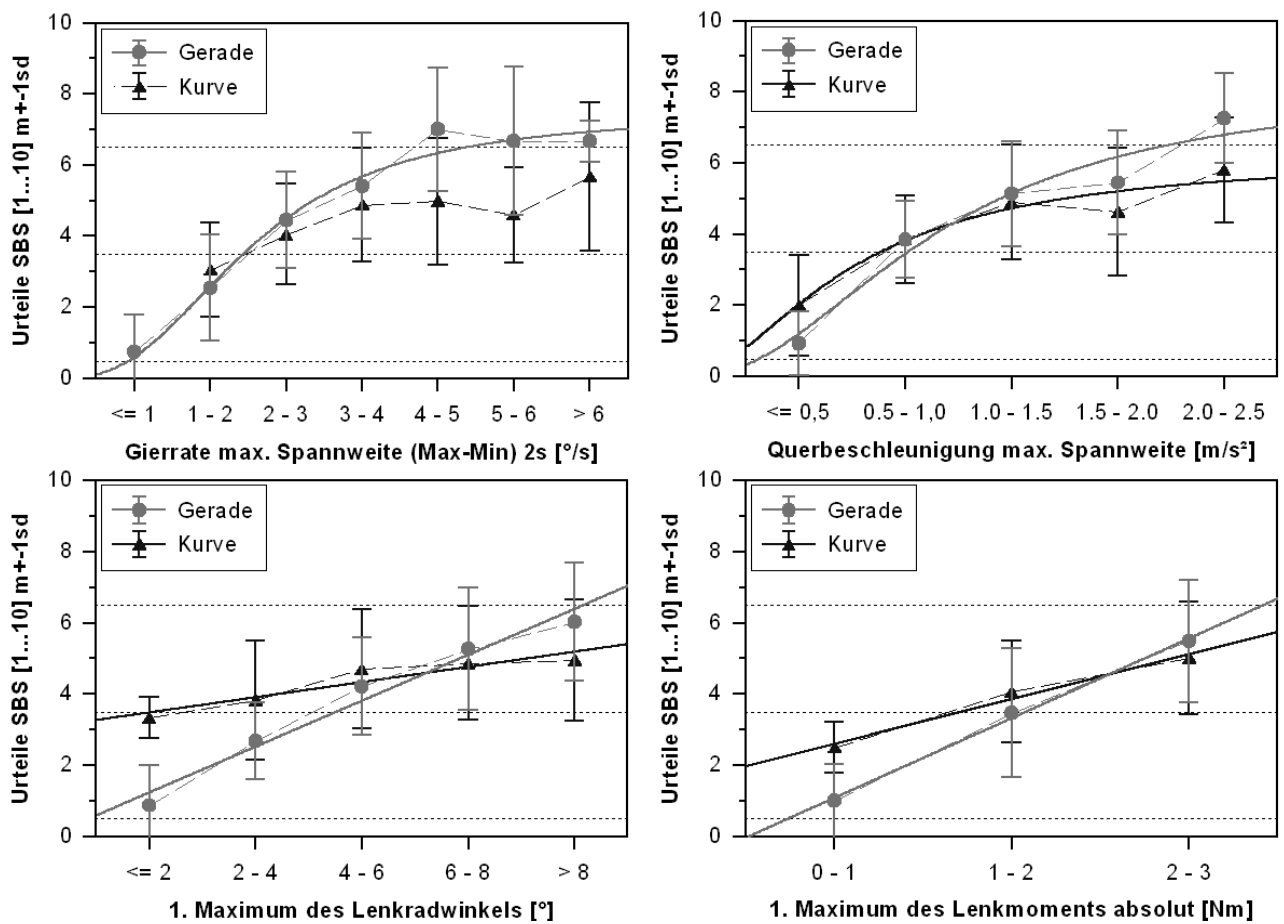 Urteile SBS [1...10] m+-1sd
10
8
6
4
2
0
Gerade
Kurve
<= 1 1 - 2 2 - 3 3 - 4 4 - 5 5 - 6 > 6
Gierrate max. Spannweite (Max-Min) 2s [°/s]
Urteile SBS [1...10] m+-1sd
10
8
6
4
2
0
Gerade
Kurve
<= 0,5 0.5 - 1,0 1.0 - 1.5 1.5 - 2.0 2.0 - 2.5
Querbeschleunigung max. Spannweite [m/s²]
Urteile SBS [1...10] m+-1sd
10
8
6
4
2
0
Gerade
Kurve
<= 2 2 - 4 4 - 6 6 - 8 > 8
1. Maximum des Lenkradwinkels [°]
Urteile SBS [1...10] m+-1sd
10
8
6
4
2
0
Gerade
Kurve
0 - 1 1 - 2 2 - 3
1. Maximum des Lenkmoments absolut [Nm]